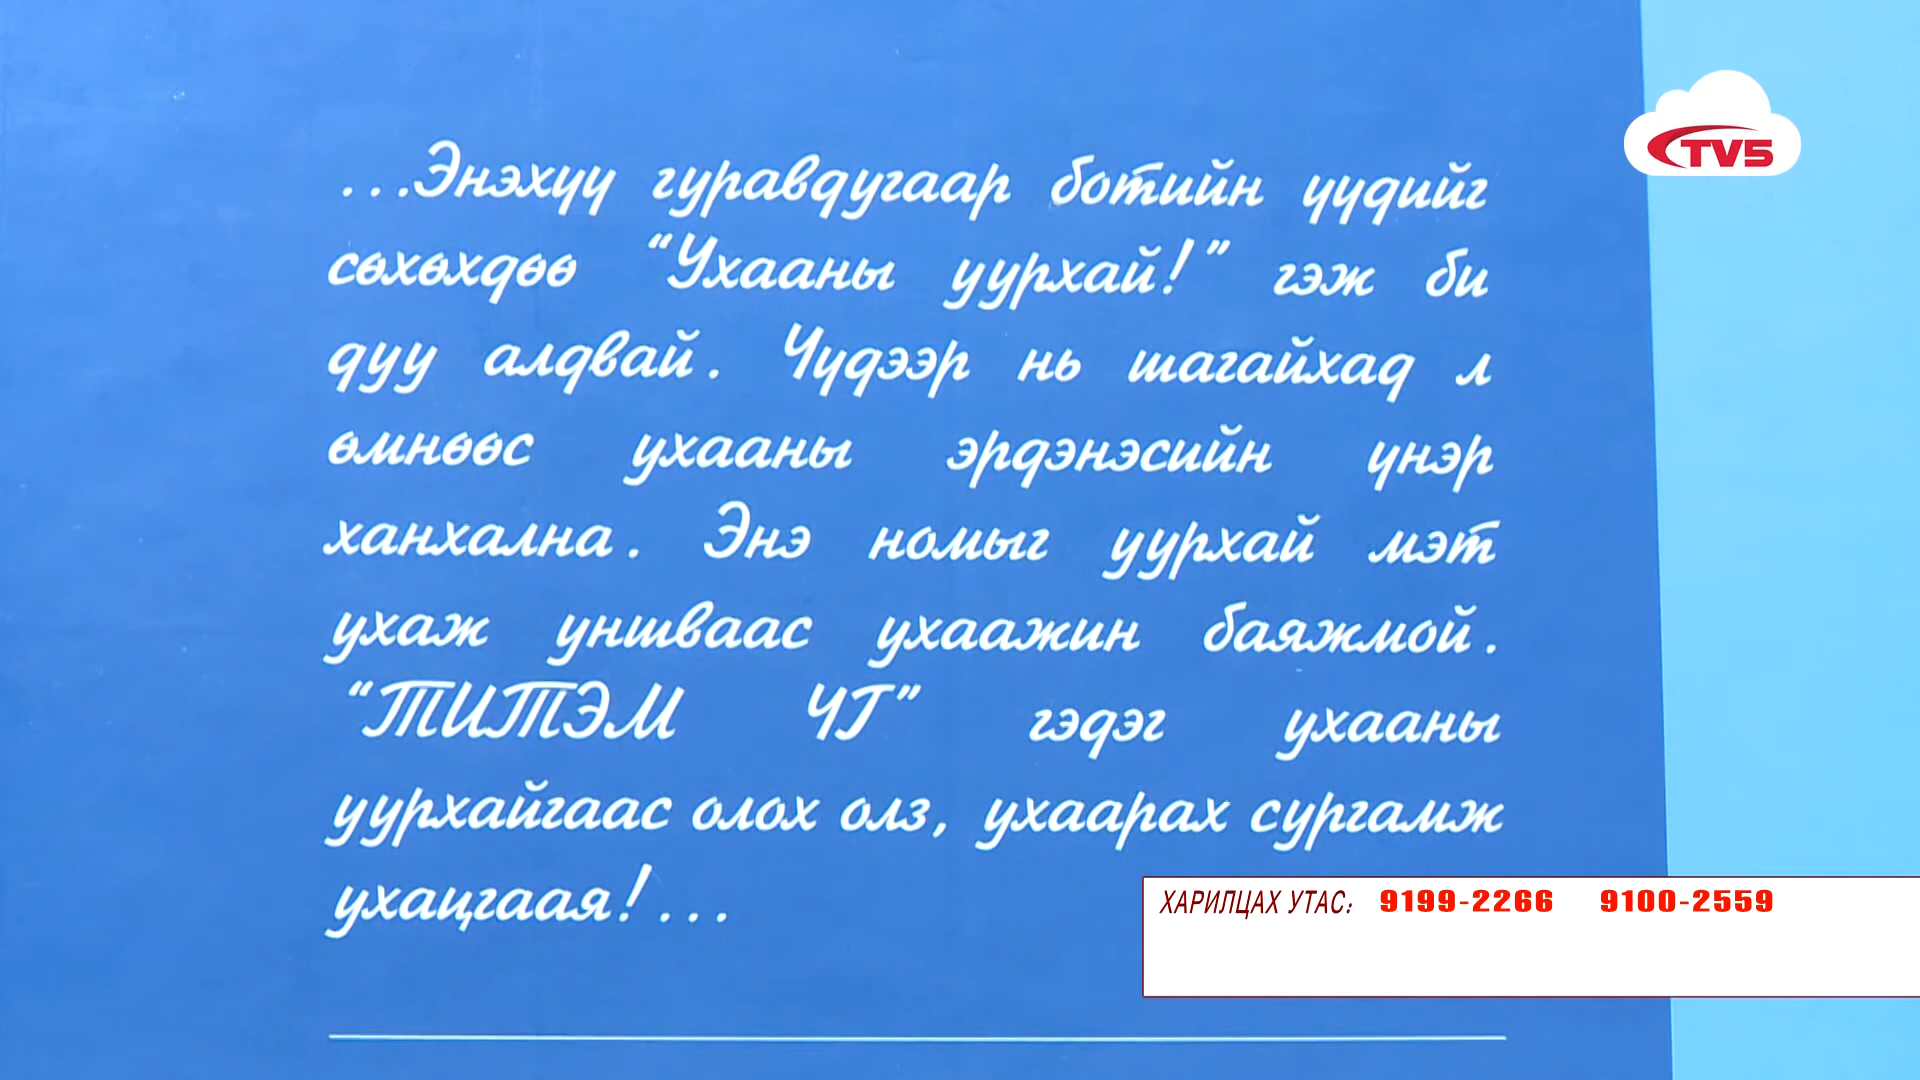 ...Энэхүү гуравдугаар ботийн үүдийг
сөхөхдөө “Ухааны уурхай!” гэж би
дуу алдвай. Чүдээр нь шагайхад л
өмнөөс ухааны эрдэнэсийн үнэр
ханхална. Энэ номыг уурхай мэт
ухаж уншваас ухаажин баяжмой.
“ТИТЭМ ЧГ” гэдэг ухааны
уурхайгаас олох олз, ухаарах сургамж
ухацгаая!...
TV5
ХАРИЛЦАХ УТАС: 9199-2266 9100-2559